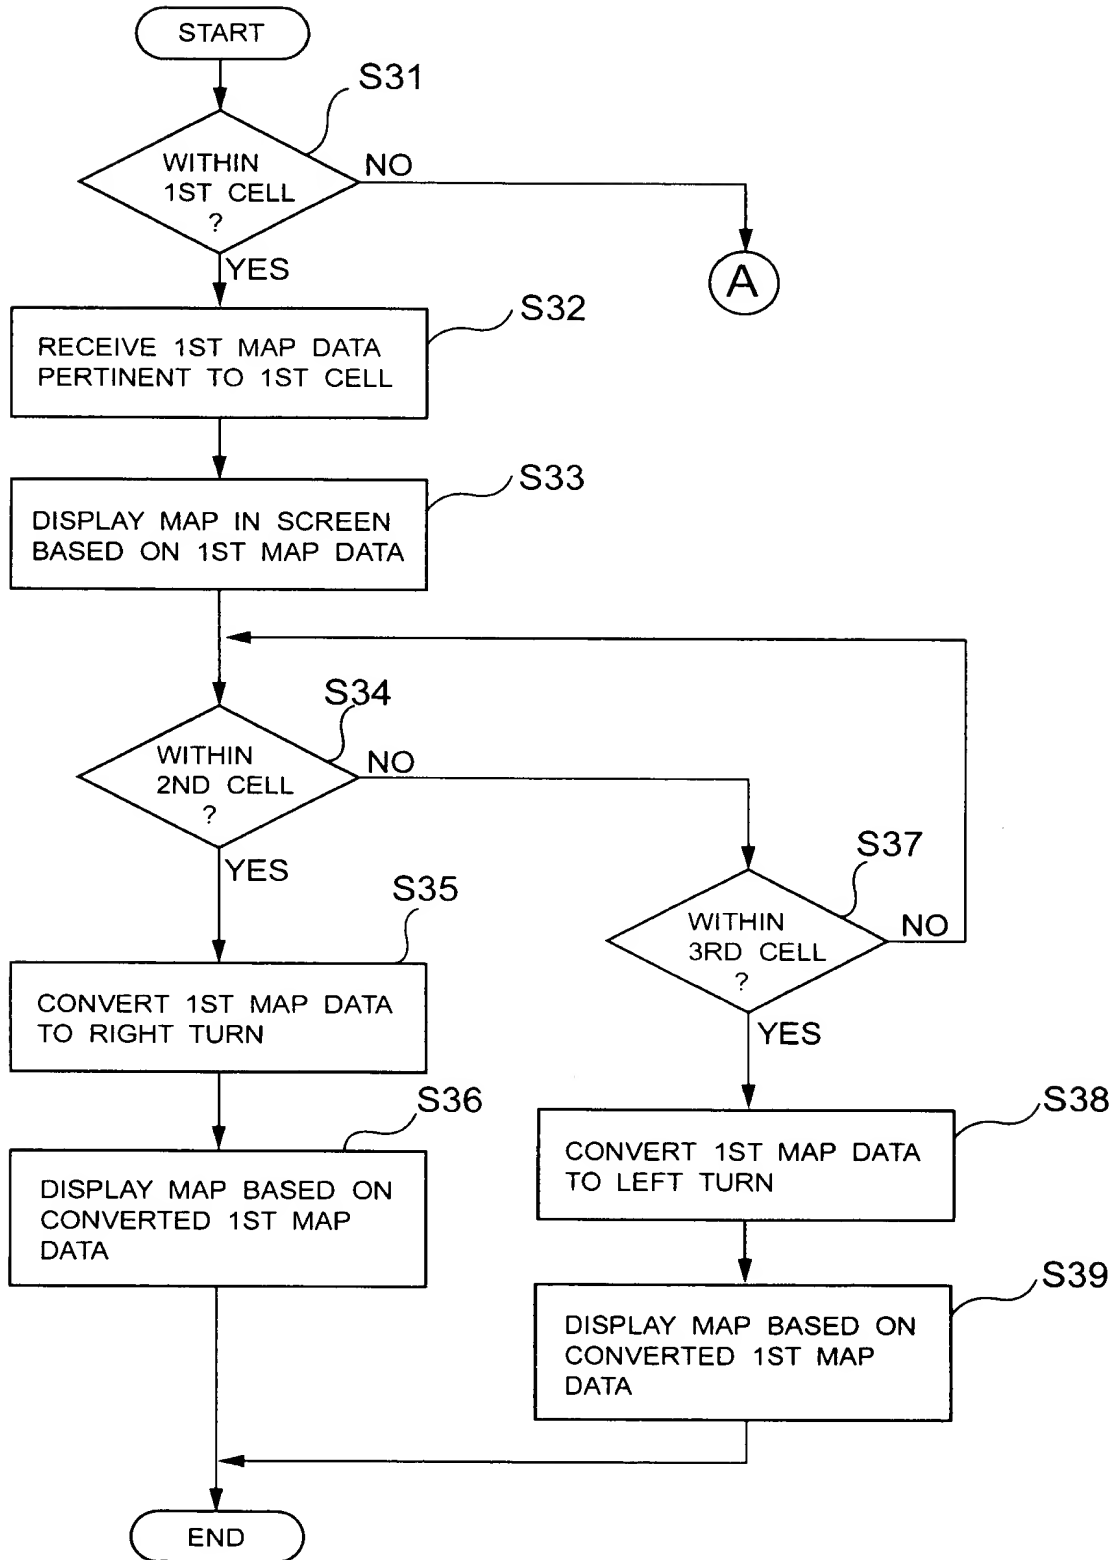 START
S31
WITHIN
1ST CELL
?
NO
A
YES
S32
RECEIVE 1ST MAP DATA
PERTINENT TO 1ST CELL
S33
DISPLAY MAP IN SCREEN
BASED ON 1ST MAP DATA
S34
WITHIN
2ND CELL
?
NO
YES
S37
WITHIN
3RD CELL
?
NO
YES
S35
CONVERT 1ST MAP DATA
TO RIGHT TURN
S36
DISPLAY MAP BASED ON
CONVERTED 1ST MAP
DATA
S38
CONVERT 1ST MAP DATA
TO LEFT TURN
S39
DISPLAY MAP BASED ON
CONVERTED 1ST MAP
DATA
END